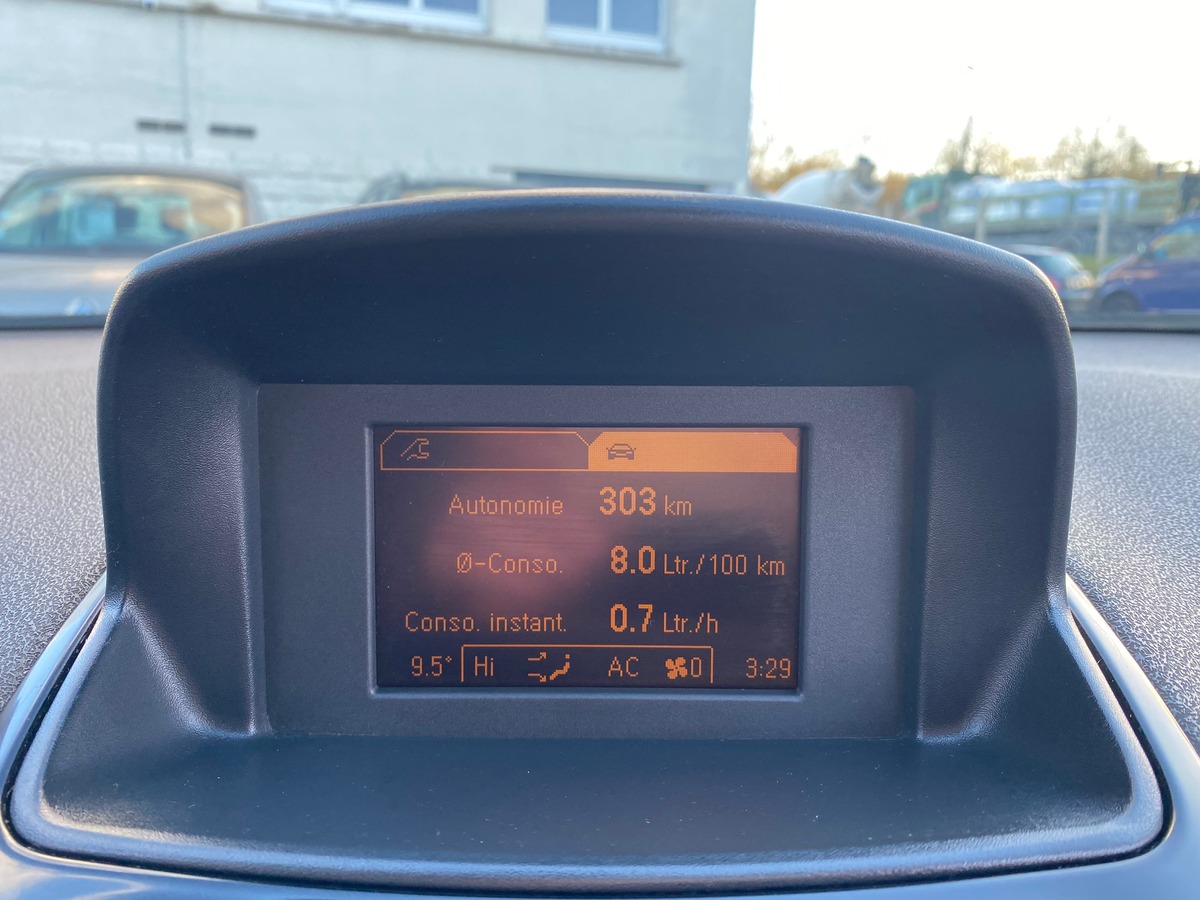 Autonomie 303 km
Ø-Conso. 8.0 Ltr./100 km
Conso. instant. 0.7 Ltr./h
9.5° Hi AC 0 3:29